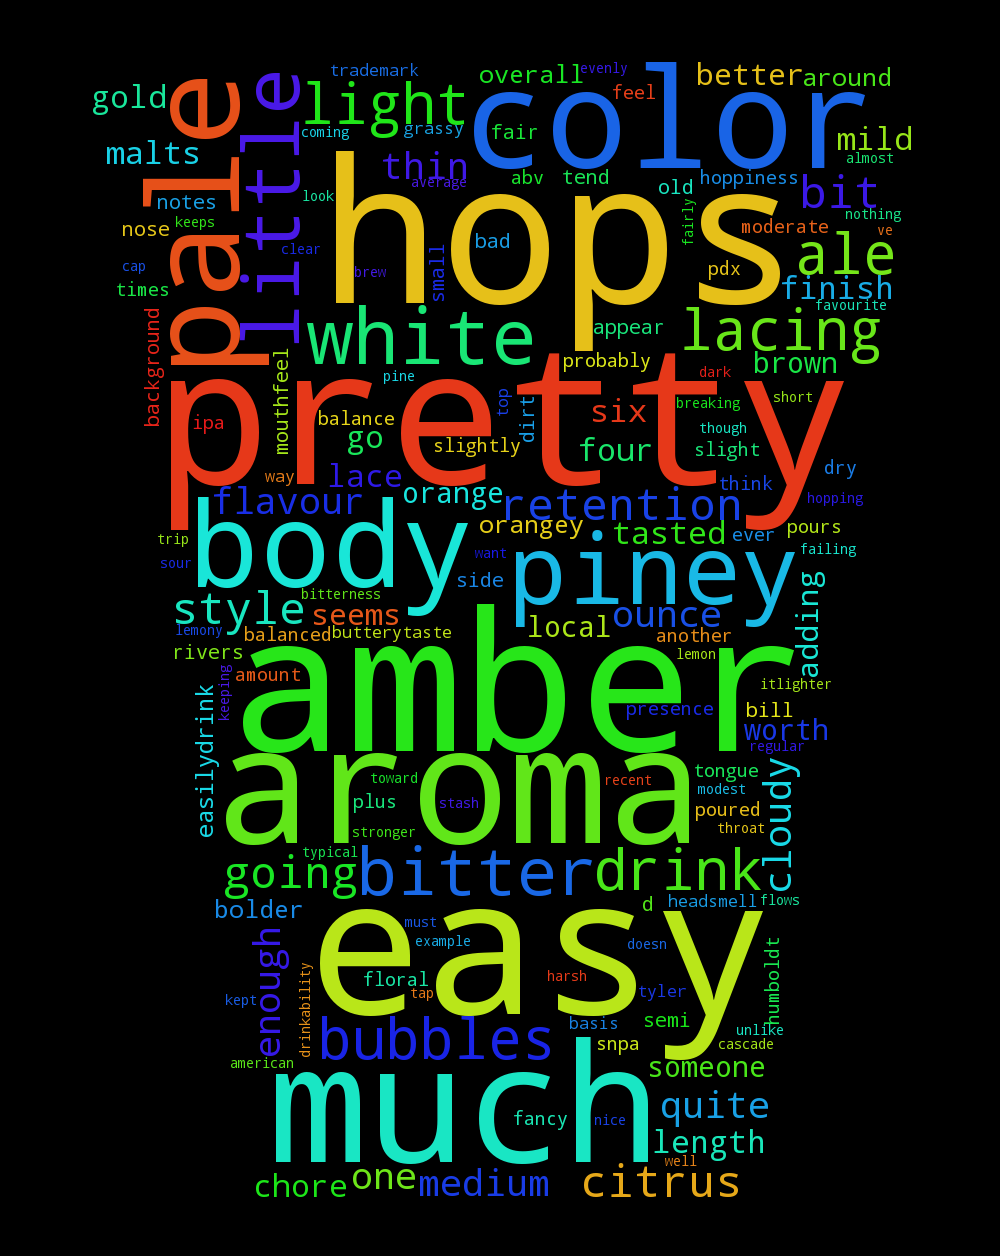 trademark
overall
evenly
better
around
gold
pale
little
light
color
feel
mild
malts
coming
grassy
fair
almost
thin
average
abv
tend
old
hoppiness
bit
notes
look
hops
nothing
nose
keeps
clear
bad
fairly
moderate
ve
ale
cap
brew
small
pdx
finish
times
favourite
background
white
appear
lacing
mouthfeel
pretty
probably
brown
pine
dark
ipa
balance
top
dirt
six
breaking
short
go
slightly
four
though
slight
way
lace
think
dry
flavour
orange
retention
hopping
trip
body
orangey
tasted
ever
pours
sour
want
piney
failing
side
style
bitterness
seems
ounce
adding
lemony
balanced
buttery
taste
local
another
rivers
lemon
amber
keeping
amount
itlighter
easilydrink
presence
bill
worth
regular
aroma
toward
recent
tongue
cloudy
plus
stash
modest
poured
stronger
throat
typical
going
bitter
drink
bolder
d
headsmell
flows
easy
must
enough
example
doesn
humboldt
drinkability
floral
harsh
kept
tap
tyler
bubbles
basis
semi
unlike
american
snpa
cascade
someone
much
fancy
nice
quite
length
well
chore
one
medium
citrus